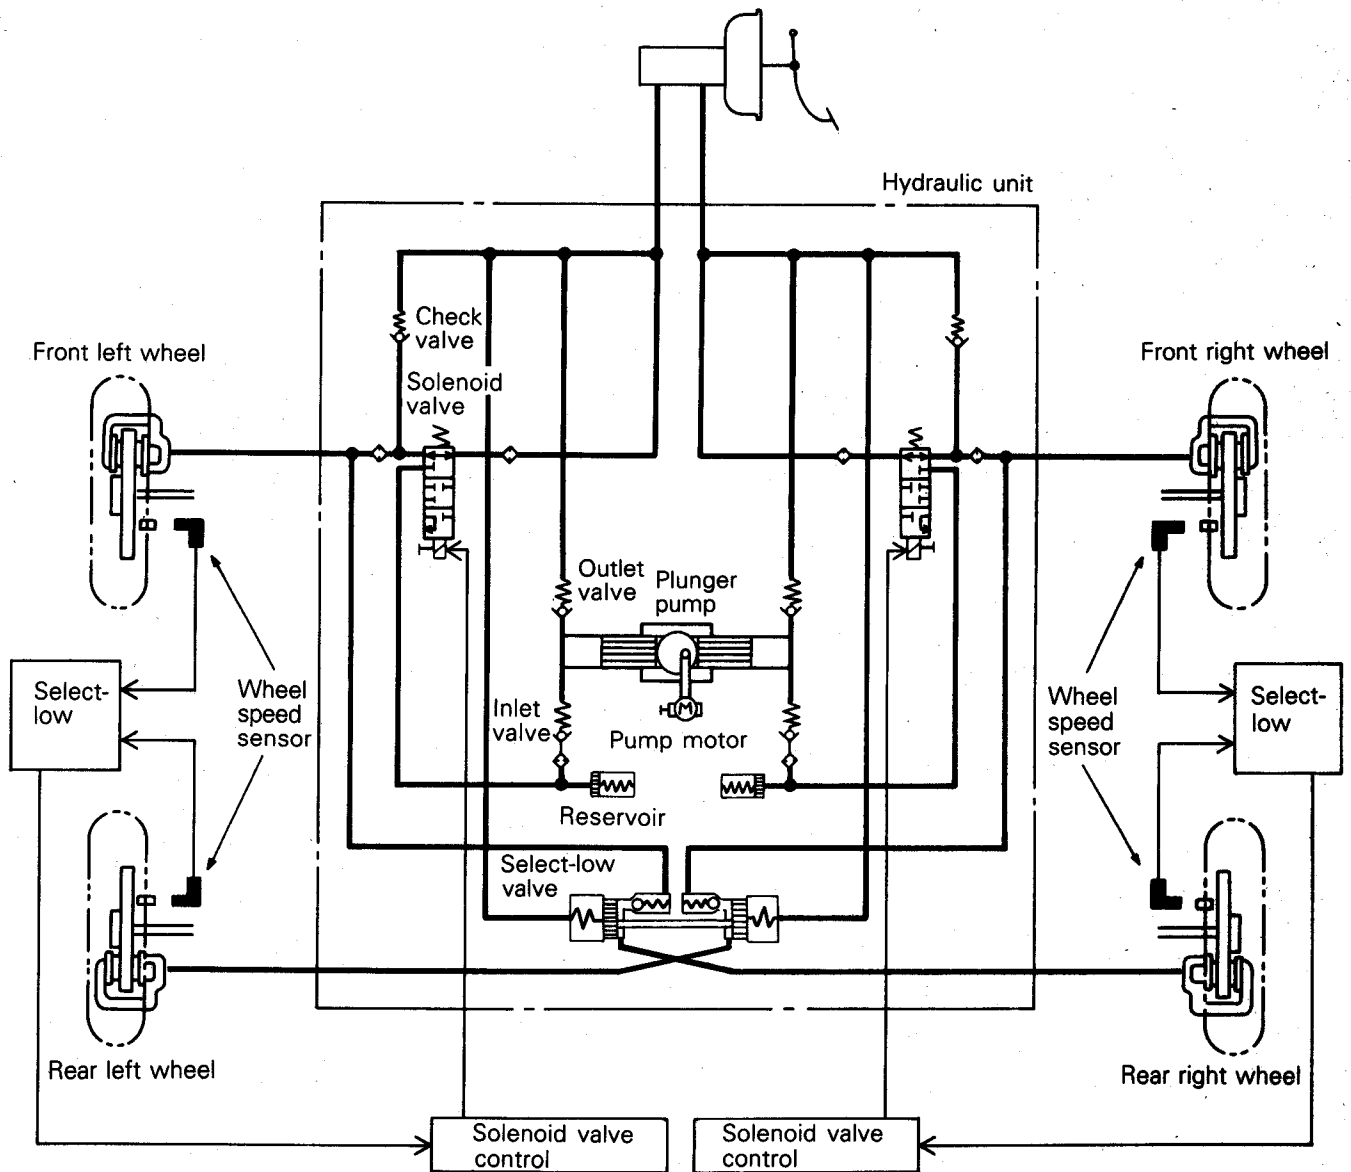 Hydraulic unit
Check
valve
Front left wheel
Front right wheel
Solenoid
valve
Outlet
valve
Plunger
pump
Select-
low
Wheel
speed
sensor
Inlet
valve
M
Pump motor
Wheel
speed
sensor
Select-
low
Reservoir
Select-low
valve
Rear left wheel
Rear right wheel
Solenoid valve
control
Solenoid valve
control